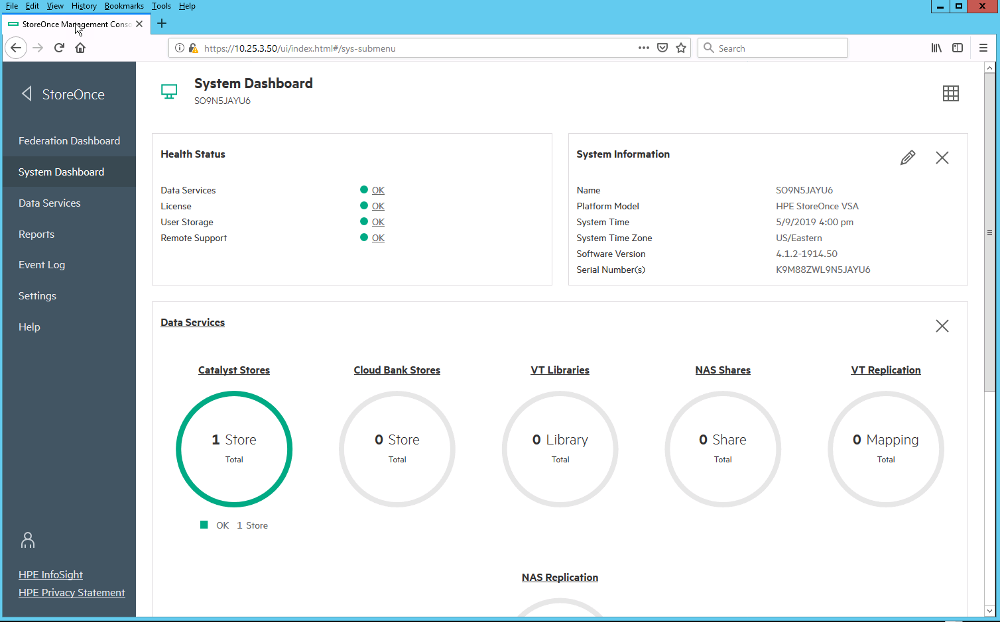 File Edit View History Bookmarks Tools Help
StoreOnce Management Conso
https://10.25.3.50/ui/index.html#/sys-submenu
Search
StoreOnce
Federation Dashboard
System Dashboard
Data Services
Reports
Event Log
Settings
Help
HPE InfoSight
HPE Privacy Statement
System Dashboard
SO9N5JAYU6
Health Status
Data Services OK
License OK
User Storage OK
Remote Support OK
System Information
Name SO9N5JAYU6
Platform Model HPE StoreOnce VSA
System Time 5/9/2019 4:00 pm
System Time Zone US/Eastern
Software Version 4.1.2-1914.50
Serial Number(s) K9M88ZWL9N5JAYU6
Data Services
Catalyst Stores
1 Store
Total
OK 1 Store
Cloud Bank Stores
0 Store
Total
VT Libraries
0 Library
Total
NAS Shares
0 Share
Total
VT Replication
0 Mapping
Total
NAS Replication